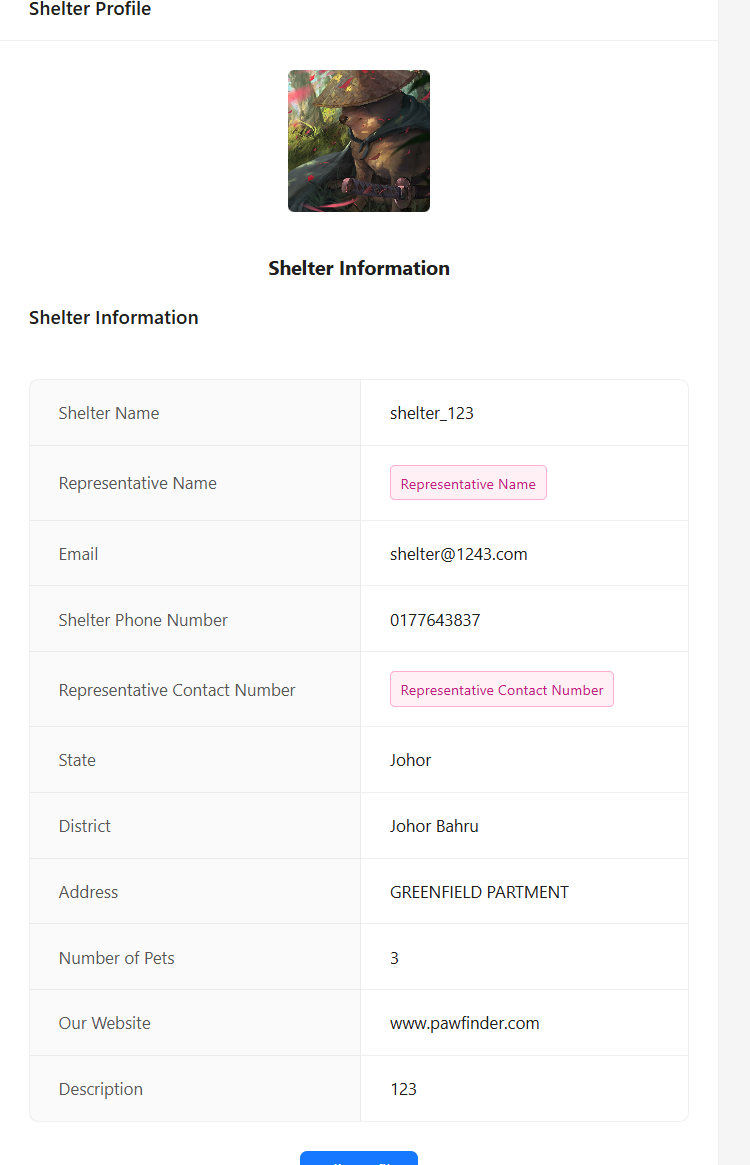 Shelter Profile
Shelter Information
Shelter Information
Shelter Name shelter_123
Representative Name Representative Name
Email shelter@1243.com
Shelter Phone Number 0177643837
Representative Contact Number Representative Contact Number
State Johor
District Johor Bahru
Address GREENFIELD PARTMENT
Number of Pets 3
Our Website www.pawfinder.com
Description 123